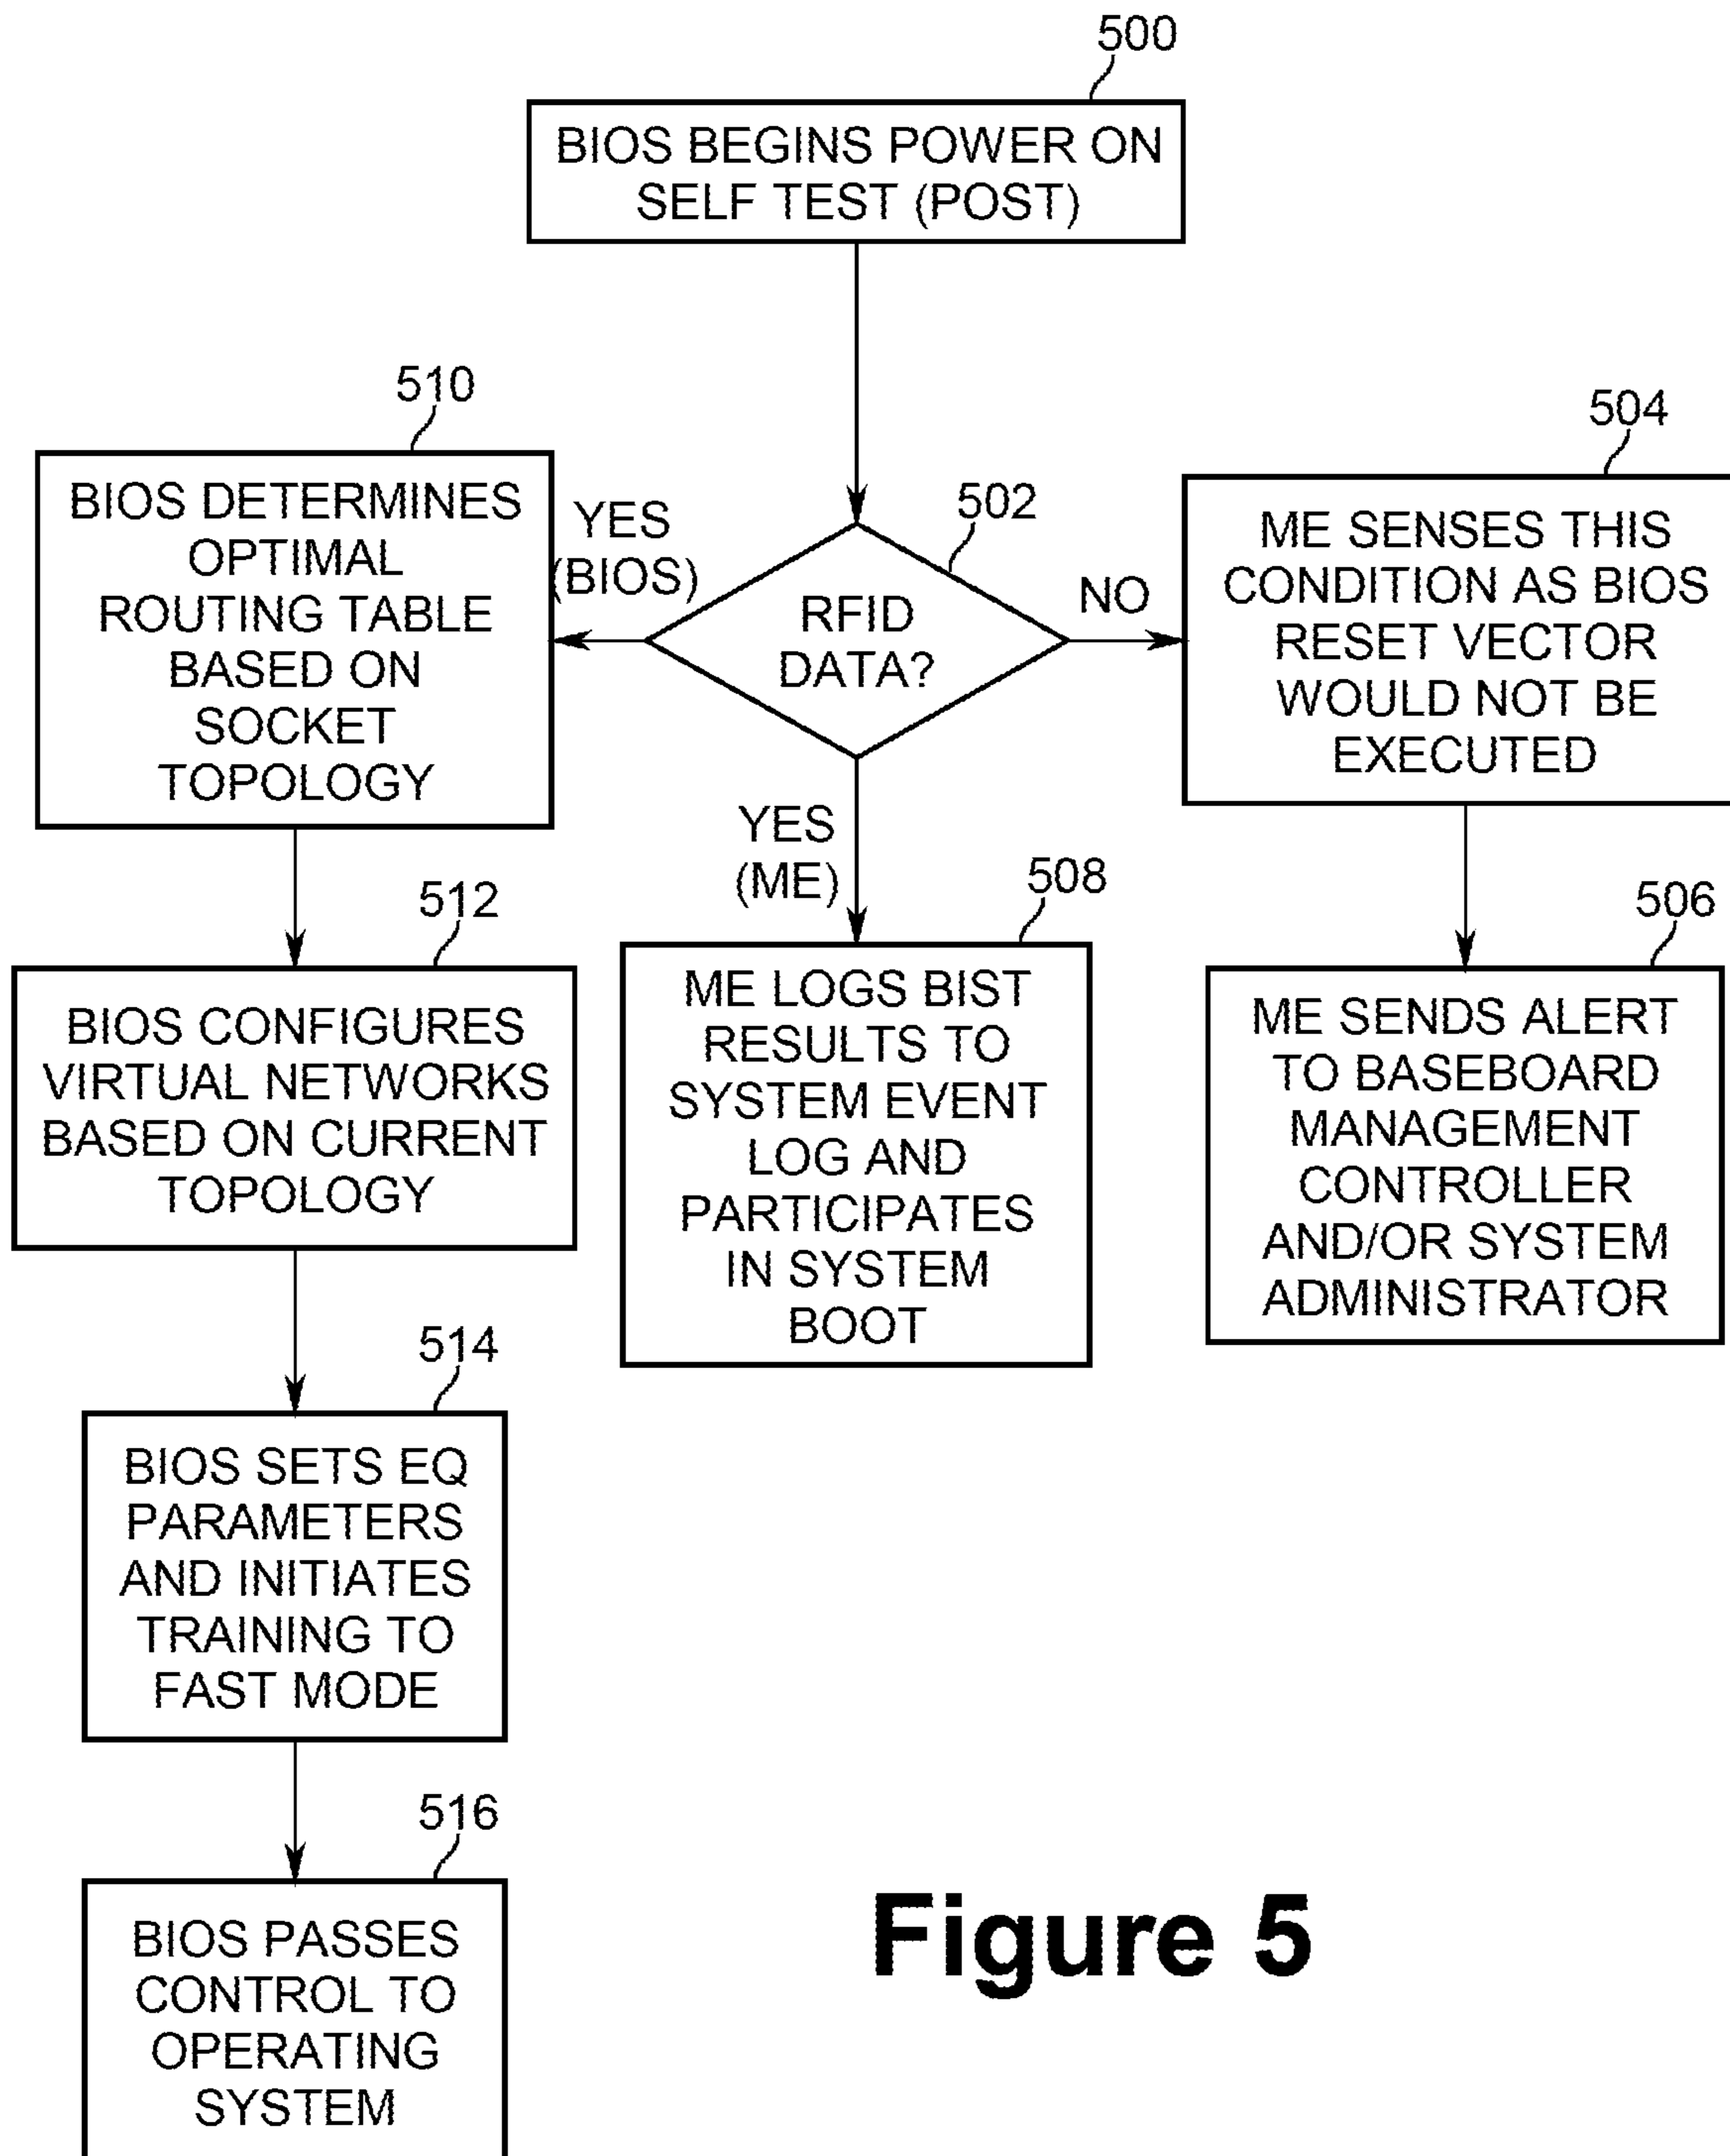 500
BIOS BEGINS POWER ON
SELF TEST (POST)
502
RFID
DATA?
NO
504
ME SENSES THIS
CONDITION AS BIOS
RESET VECTOR
WOULD NOT BE
EXECUTED
506
ME SENDS ALERT
TO BASEBOARD
MANAGEMENT
CONTROLLER
AND/OR SYSTEM
ADMINISTRATOR
YES
(ME)
508
ME LOGS BIST
RESULTS TO
SYSTEM EVENT
LOG AND
PARTICIPATES
IN SYSTEM
BOOT
YES
(BIOS)
510
BIOS DETERMINES
OPTIMAL
ROUTING TABLE
BASED ON
SOCKET
TOPOLOGY
512
BIOS CONFIGURES
VIRTUAL NETWORKS
BASED ON CURRENT
TOPOLOGY
514
BIOS SETS EQ
PARAMETERS
AND INITIATES
TRAINING TO
FAST MODE
516
BIOS PASSES
CONTROL TO
OPERATING
SYSTEM
Figure 5